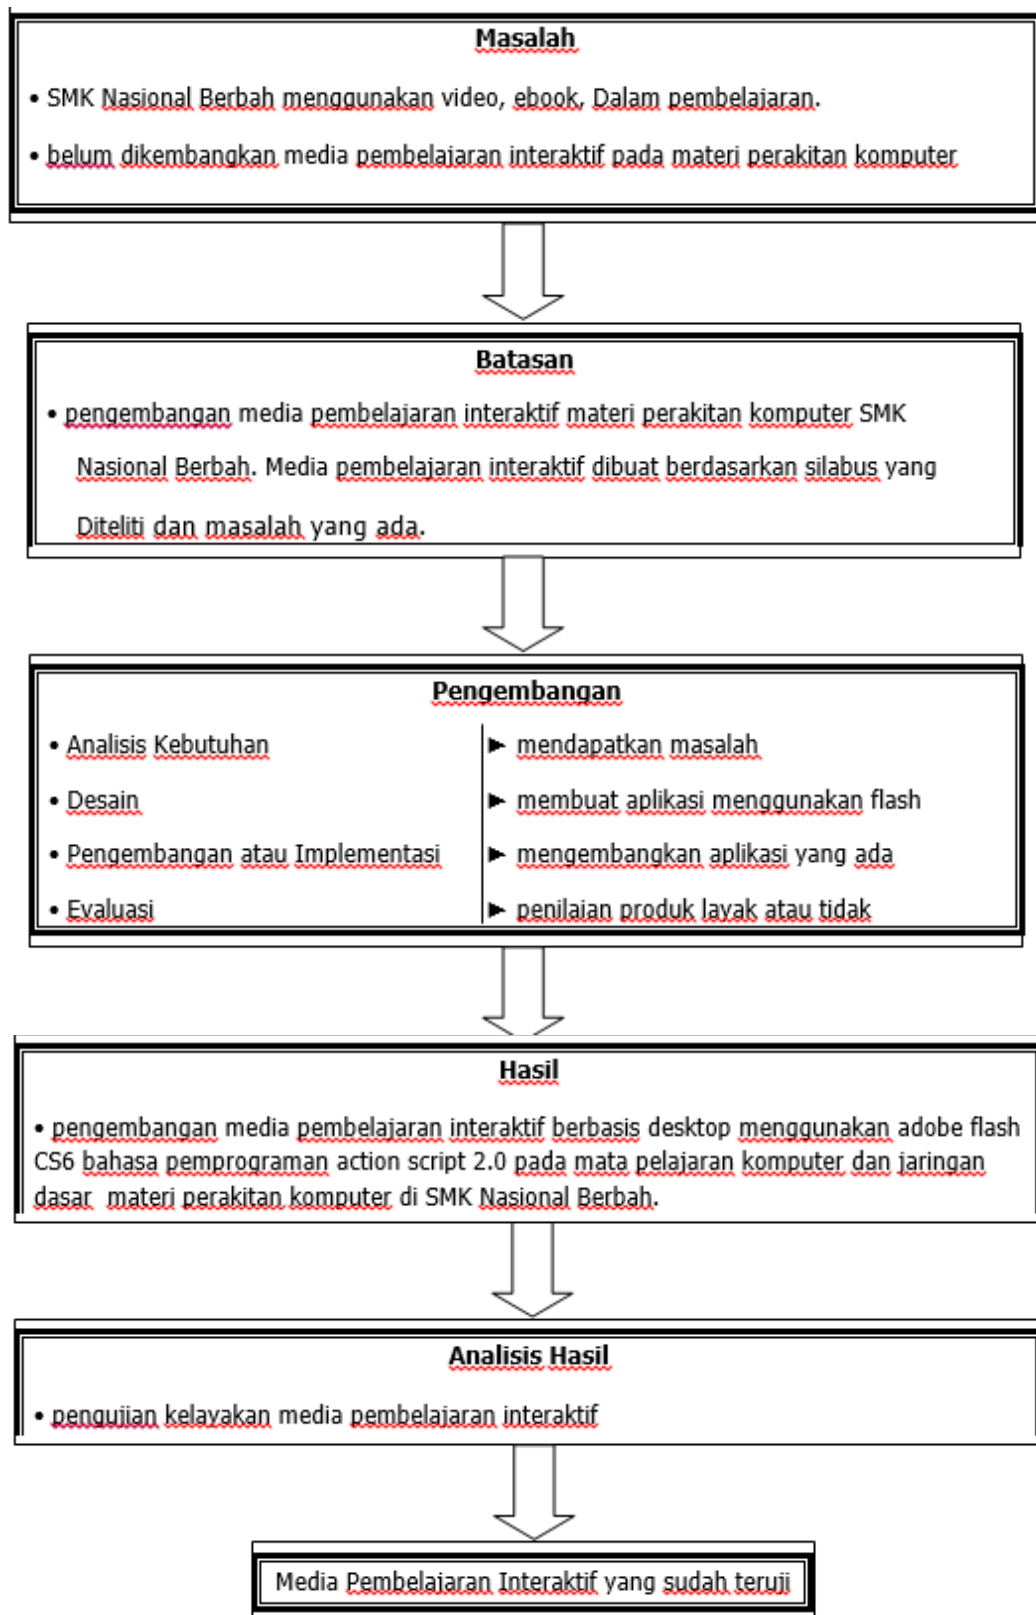 Masalah
• SMK Nasional Berbah menggunakan video, ebook, Dalam pembelajaran.
• belum dikembangkan media pembelajaran interaktif pada materi perakitan komputer
Batasan
• pengembangan media pembelajaran interaktif materi perakitan komputer SMK
Nasional Berbah. Media pembelajaran interaktif dibuat berdasarkan silabus yang
Diteliti dan masalah yang ada.
Pengembangan
• Analisis Kebutuhan ► mendapatkan masalah
• Desain ► membuat aplikasi menggunakan flash
• Pengembangan atau Implementasi ► mengembangkan aplikasi yang ada
• Evaluasi ► penilaian produk layak atau tidak
Hasil
• pengembangan media pembelajaran interaktif berbasis desktop menggunakan adobe flash
CS6 bahasa pemprograman action script 2.0 pada mata pelajaran komputer dan jaringan
dasar materi perakitan komputer di SMK Nasional Berbah.
Analisis Hasil
• pengujian kelayakan media pembelajaran interaktif
Media Pembelajaran Interaktif yang sudah teruji